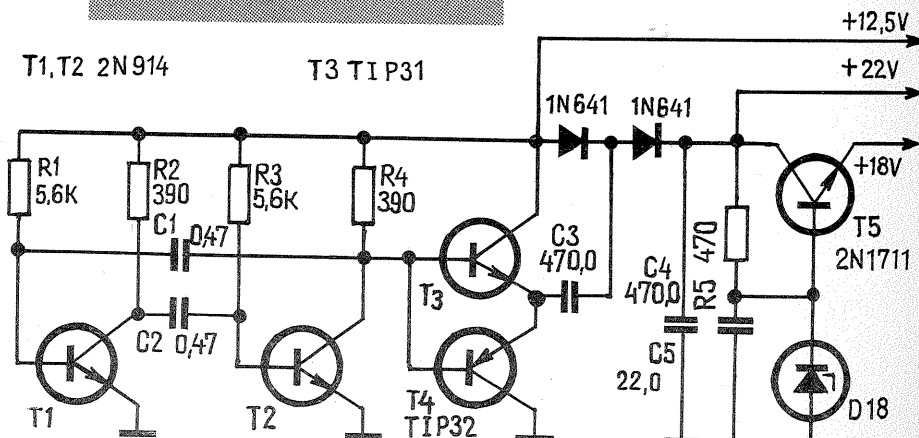 +12,5V
+22V
T1,T2 2N914
T3 TIP31
1N641
1N641
+18V
R1
5,6K
R2
390
R3
5,6K
R4
390
C1
0,47
C2
0,47
T3
C3
470,0
C4
470,0
R5
470
C5
22,0
T5
2N1711
T1
T2
T4
TIP32
D18